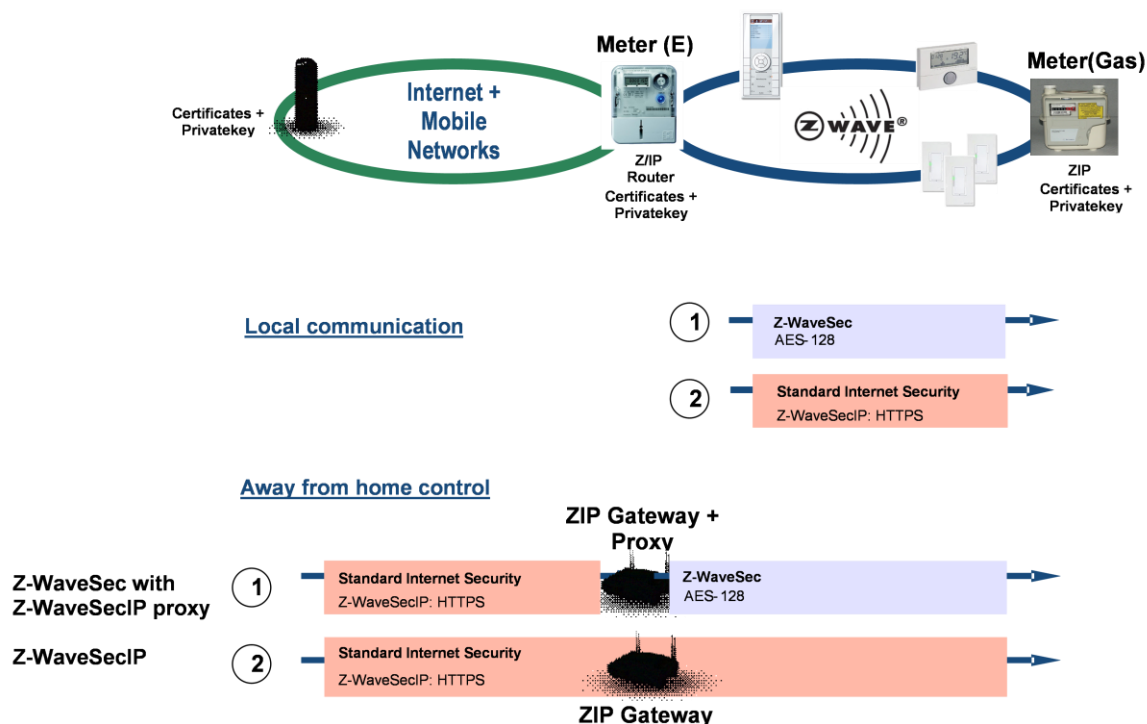 Meter (E)
Meter(Gas)
Certificates +
Privatekey
Internet +
Mobile
Networks
Z WAVE®
Z/IP
Router
Certificates +
Privatekey
ZIP
Certificates +
Privatekey
Local communication
1
Z-WaveSec
AES-128
2
Standard Internet Security
Z-WaveSecIP: HTTPS
Away from home control
ZIP Gateway +
Proxy
Z-WaveSec with
Z-WaveSecIP proxy
1
Standard Internet Security
Z-WaveSecIP: HTTPS
Z-WaveSec
AES-128
Z-WaveSecIP
2
Standard Internet Security
Z-WaveSecIP: HTTPS
ZIP Gateway